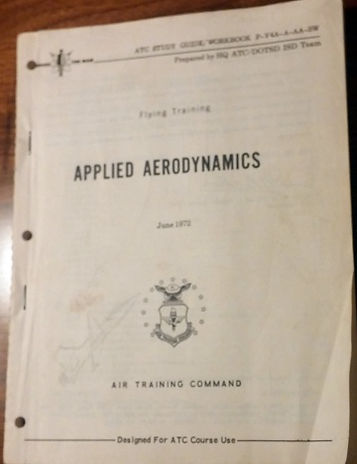 ATC STUDY GUIDE/WORKBOOK P-V4A-A-AA-SW
Prepared by HQ ATC/DOTSD ISD Team
Flying Training
APPLIED AERODYNAMICS
June 1972
AIR TRAINING COMMAND
Designed For ATC Course Use